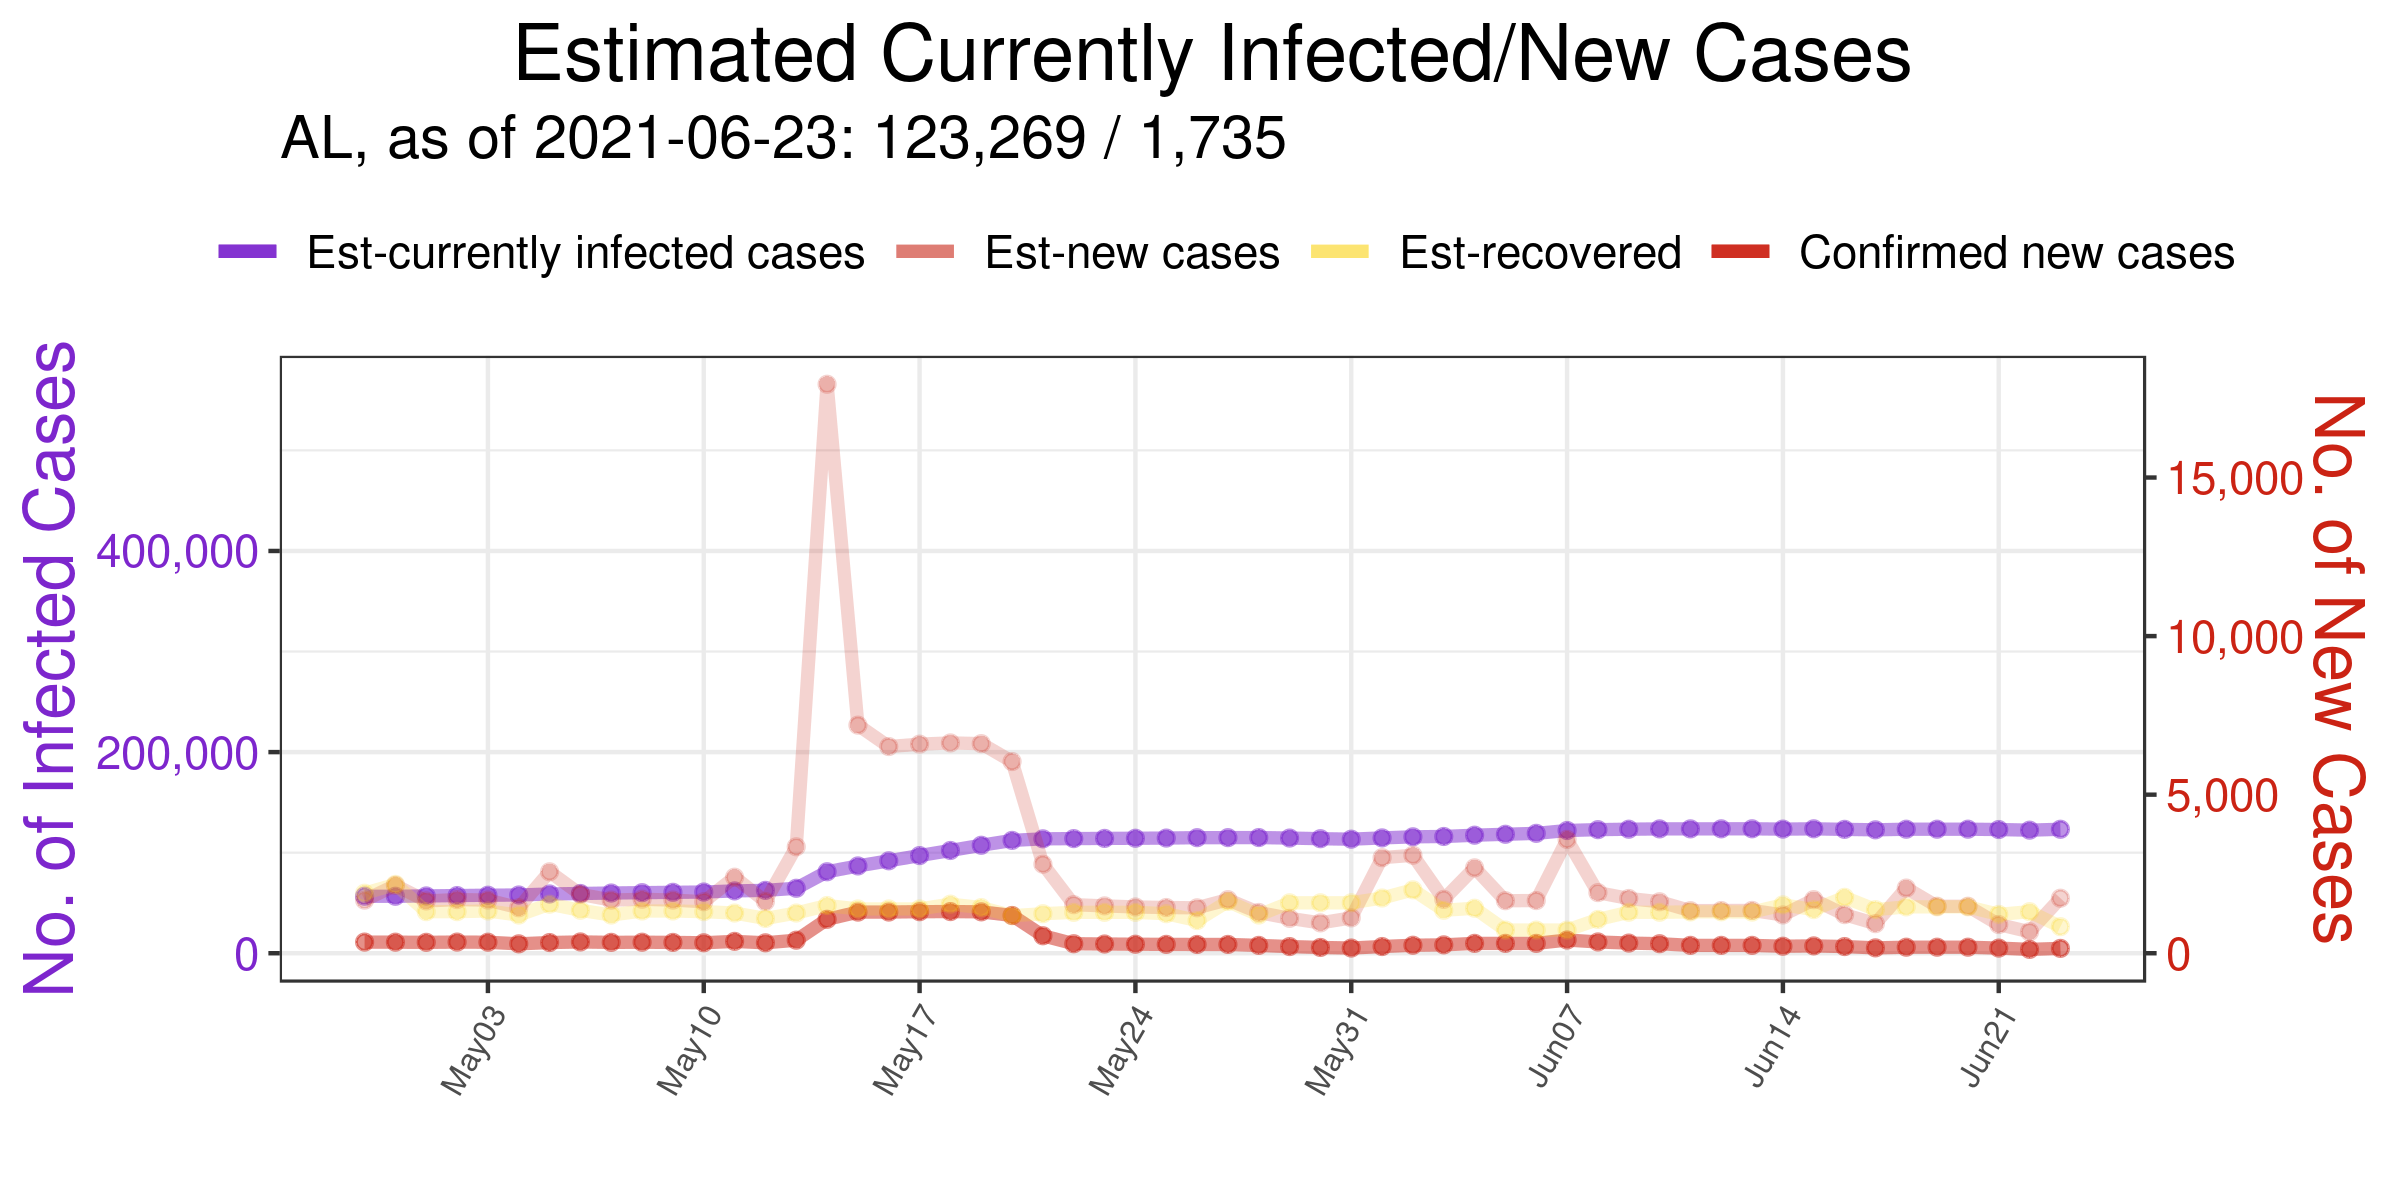 Estimated Currently Infected/New Cases
AL, as of 2021-06-23: 123,269 / 1,735
Est-currently infected cases Est-new cases Est-recovered Confirmed new cases
No. of Infected Cases
400,000
200,000
0
15,000
10,000
5,000
0
No. of New Cases
May03 May10 May17 May24 May31 Jun07 Jun14 Jun21